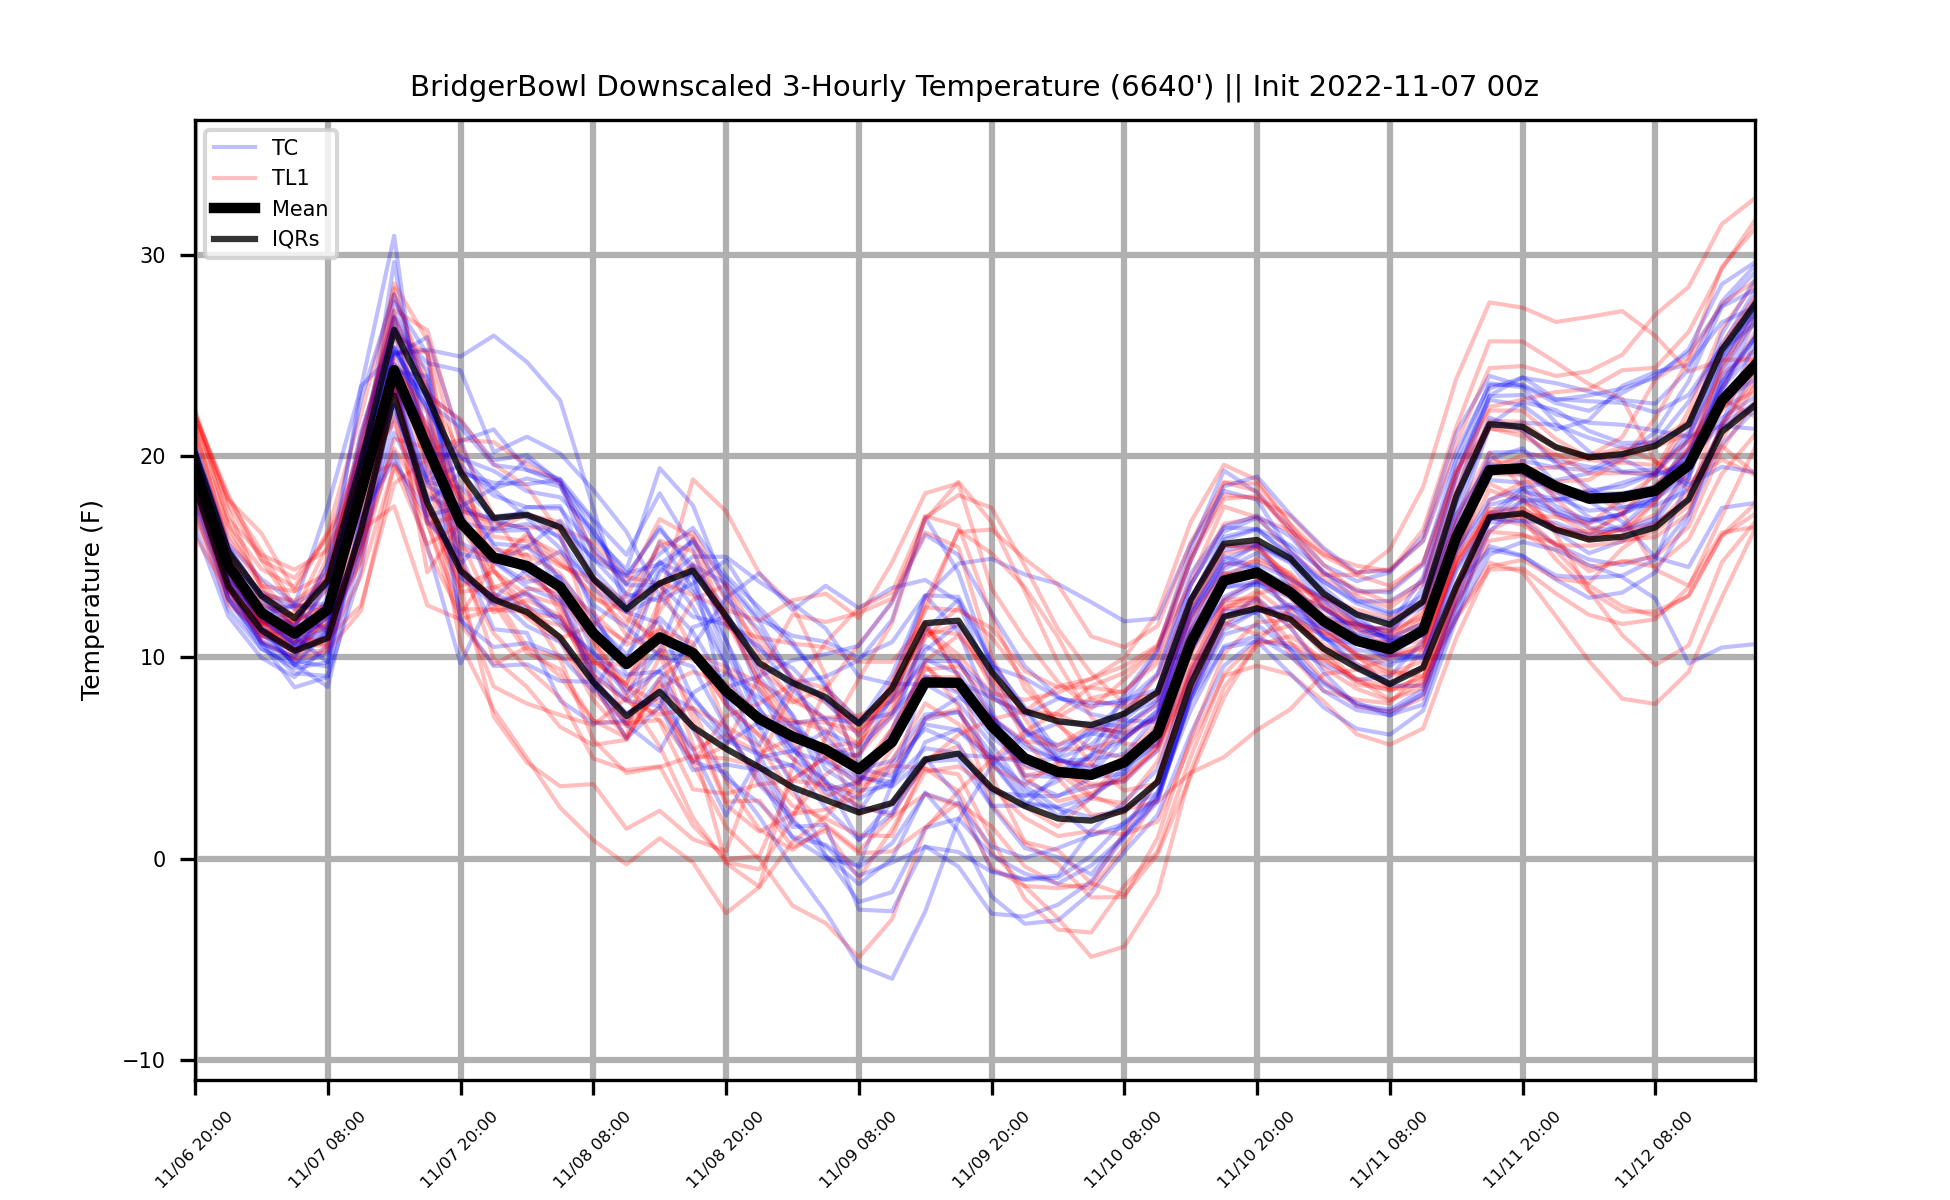 BridgerBowl Downscaled 3-Hourly Temperature (6640') || Init 2022-11-07 00z
TC
TL1
Mean
IQRs
Temperature (F)
30
20
10
0
−10
11/06 20:00
11/07 08:00
11/07 20:00
11/08 08:00
11/08 20:00
11/09 08:00
11/09 20:00
11/10 08:00
11/10 20:00
11/11 08:00
11/11 20:00
11/12 08:00